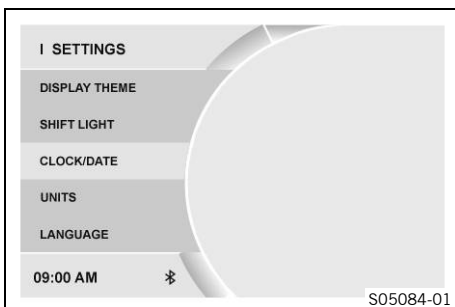 I SETTINGS
DISPLAY THEME
SHIFT LIGHT
CLOCK/DATE
UNITS
LANGUAGE
09:00 AM
S05084-01